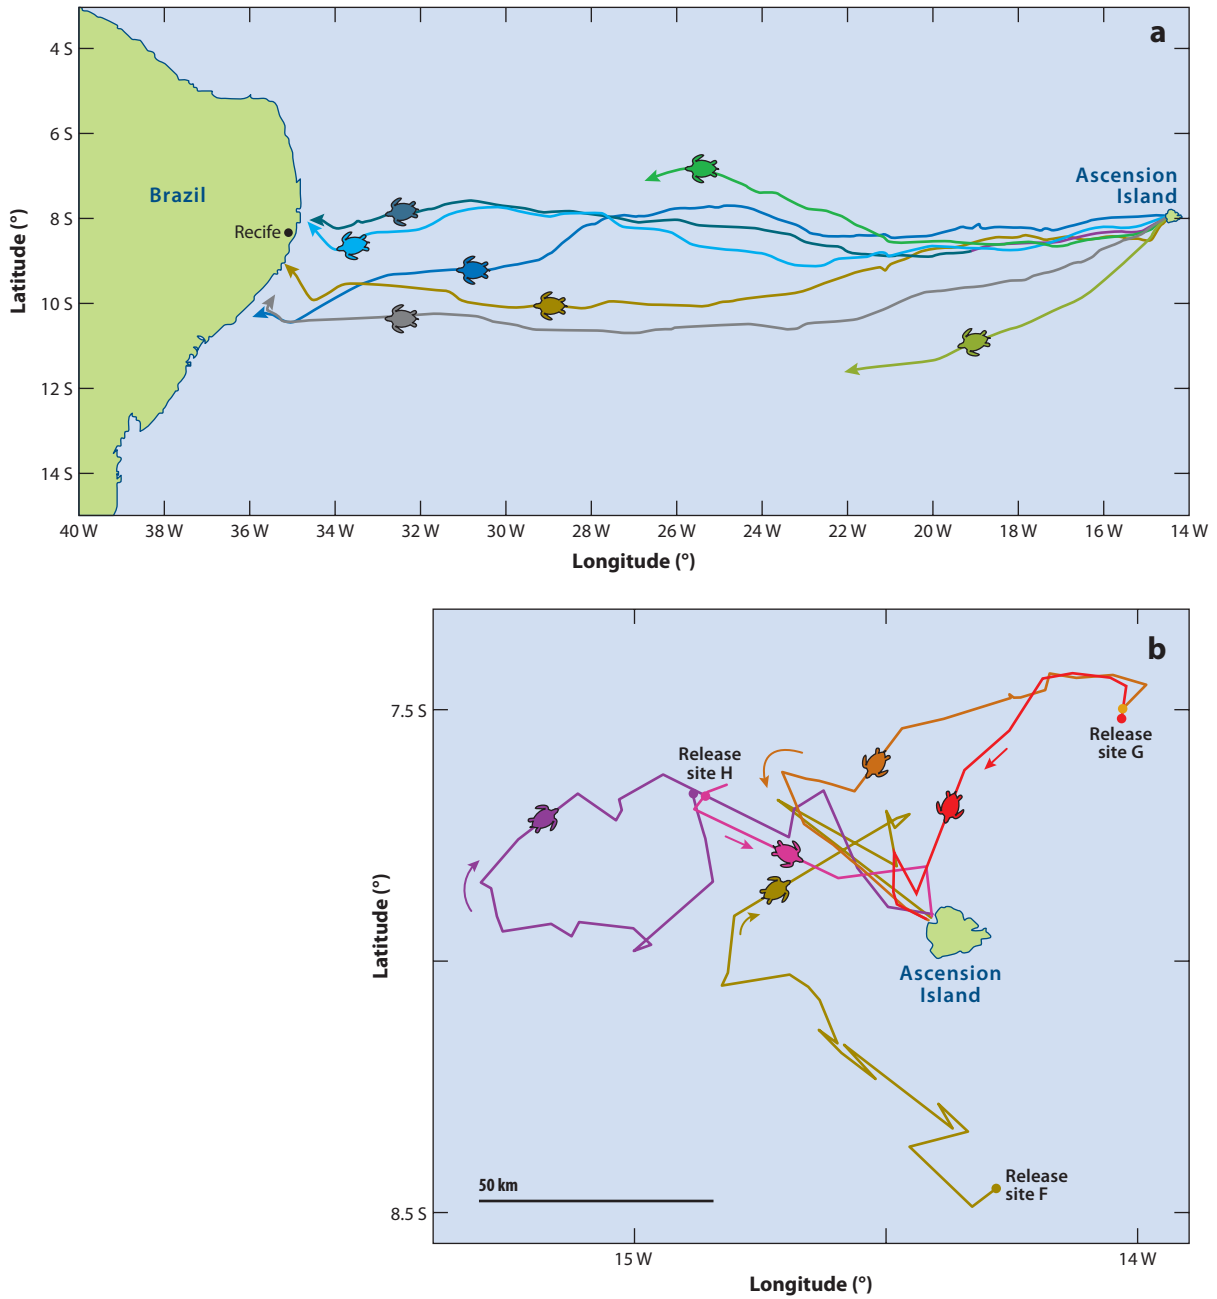 a
4 S
6 S
8 S
10 S
12 S
14 S
Latitude (°)
Brazil
Recife
Ascension
Island
40 W
38 W
36 W
34 W
32 W
30 W
28 W
26 W
24 W
22 W
20 W
18 W
16 W
14 W
Longitude (°)
b
7.5 S
8.5 S
Latitude (°)
Release
site G
Release
site H
Ascension
Island
Release
site F
50 km
15 W
14 W
Longitude (°)